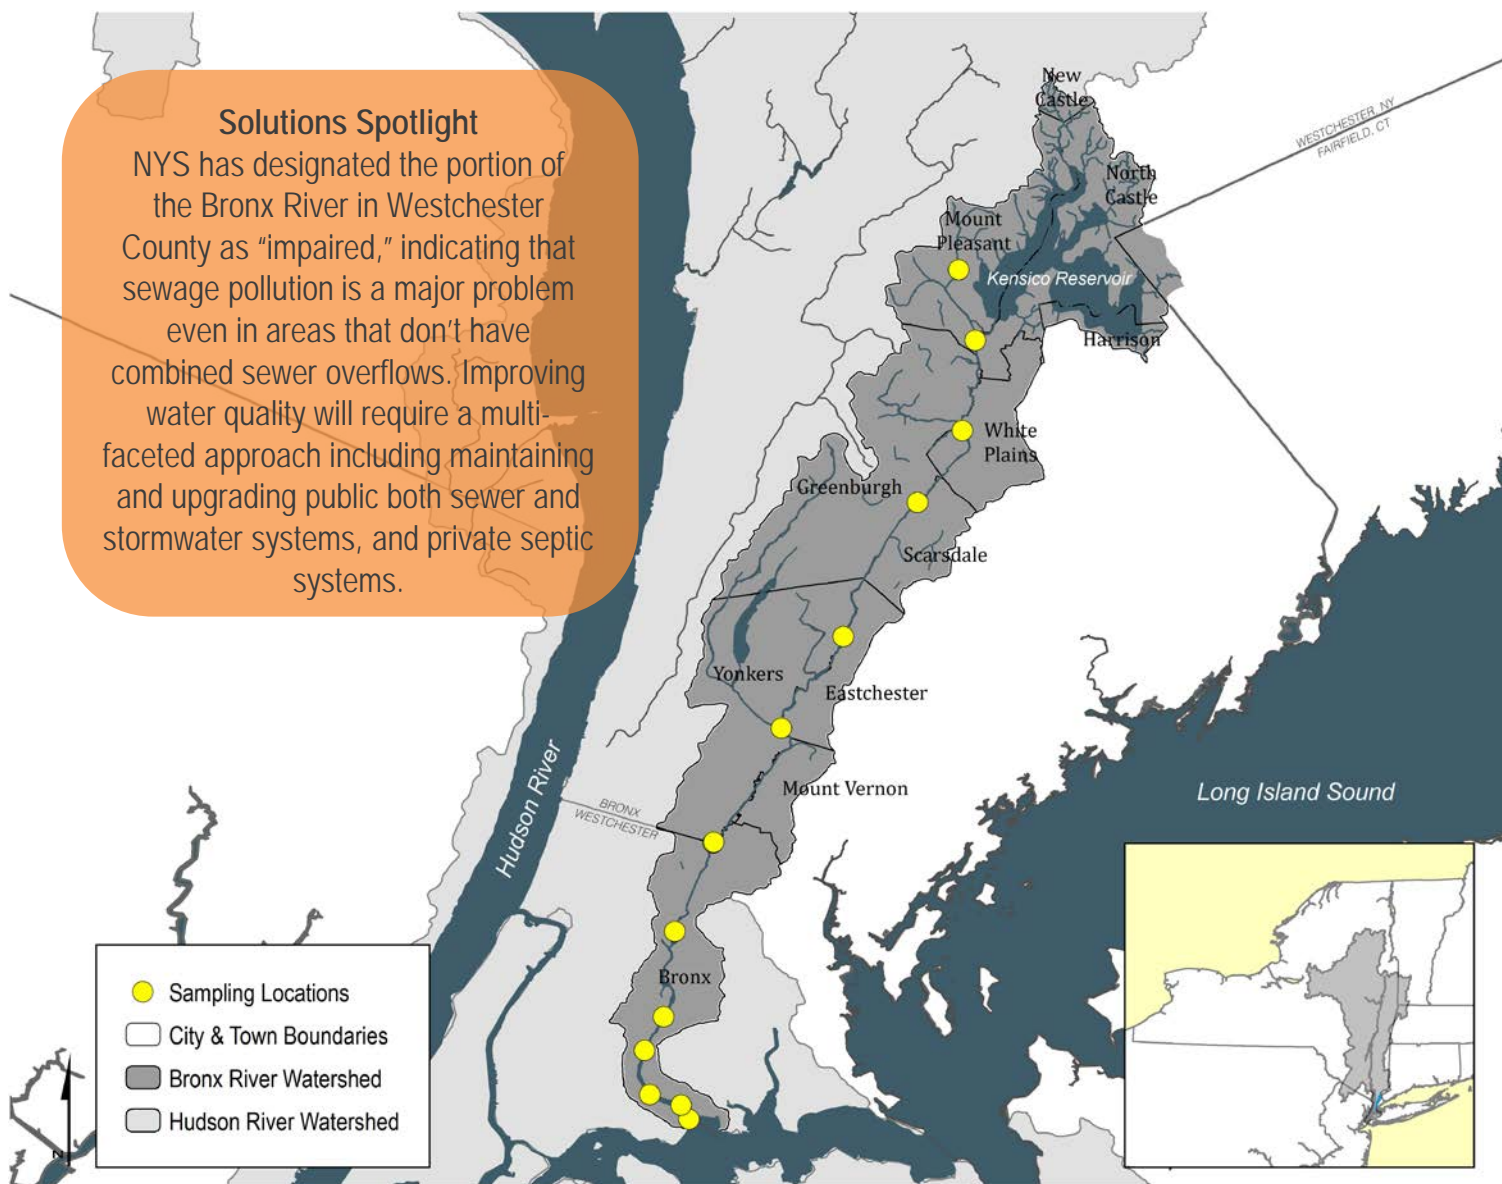 Solutions Spotlight
NYS has designated the portion of
the Bronx River in Westchester
County as “impaired,” indicating that
sewage pollution is a major problem
even in areas that don’t have
combined sewer overflows. Improving
water quality will require a multi-
faceted approach including maintaining
and upgrading public both sewer and
stormwater systems, and private septic
systems.
New
Castle
WESTCHESTER NY
FAIRFIELD, CT
North
Castle
Mount
Pleasant
Kensico Reservoir
Harrison
White
Plains
Greenburgh
Scarsdale
Yonkers
Eastchester
Mount Vernon
Hudson River
Long Island Sound
BRONX
WESTCHESTER
Bronx
Sampling Locations
City & Town Boundaries
Bronx River Watershed
Hudson River Watershed
N